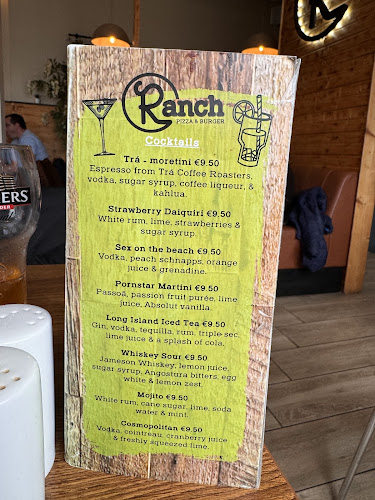 Ranch
PIZZA & BURGER
Cocktails
Trá - moretini €9.50
Espresso from Trá Coffee Roasters,
vodka, sugar syrup, coffee liqueur, &
kahlua.
Strawberry Daiquiri €9.50
White rum, lime, strawberries &
sugar syrup.
Sex on the beach €9.50
Vodka, peach schnapps, orange
juice & grenadine.
Pornstar Martini €9.50
Passoã, passion fruit purée, lime
juice, Absolut vanilla.
Long Island Iced Tea €9.50
Gin, vodka, tequilla, rum, triple sec,
lime juice & a splash of cola.
Whiskey Sour €9.50
Jameson Whiskey, lemon juice,
sugar syrup, Angostura bitters, egg
white & lemon zest.
Mojito €9.50
White rum, cane sugar, lime, soda
water & mint.
Cosmopolitan €9.50
Vodka, cointreau, cranberry juice
& freshly squeezed lime.
ERS